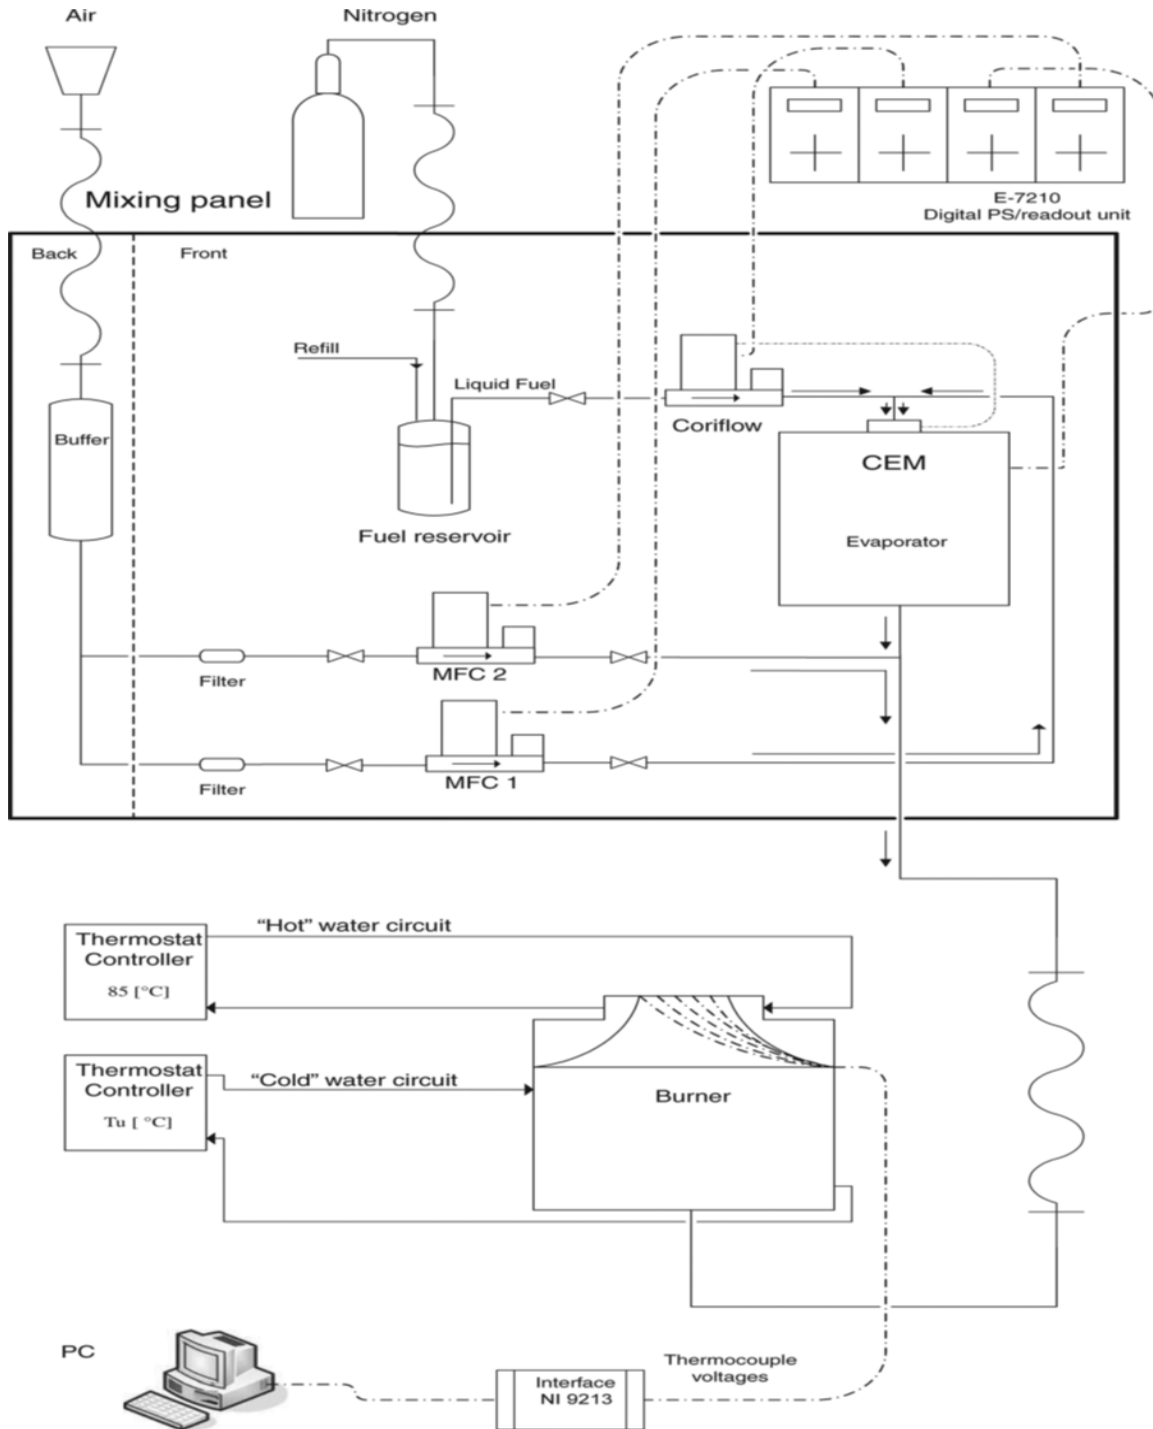 Air
Nitrogen
Mixing panel
E-7210
Digital PS/readout unit
Back
Front
Refill
Liquid Fuel
Coriflow
Buffer
CEM
Fuel reservoir
Evaporator
MFC 2
Filter
MFC 1
Filter
“Hot” water circuit
Thermostat
Controller
85 [°C]
Thermostat
Controller
Tu [ °C]
“Cold” water circuit
Burner
PC
Thermocouple
voltages
Interface
NI 9213